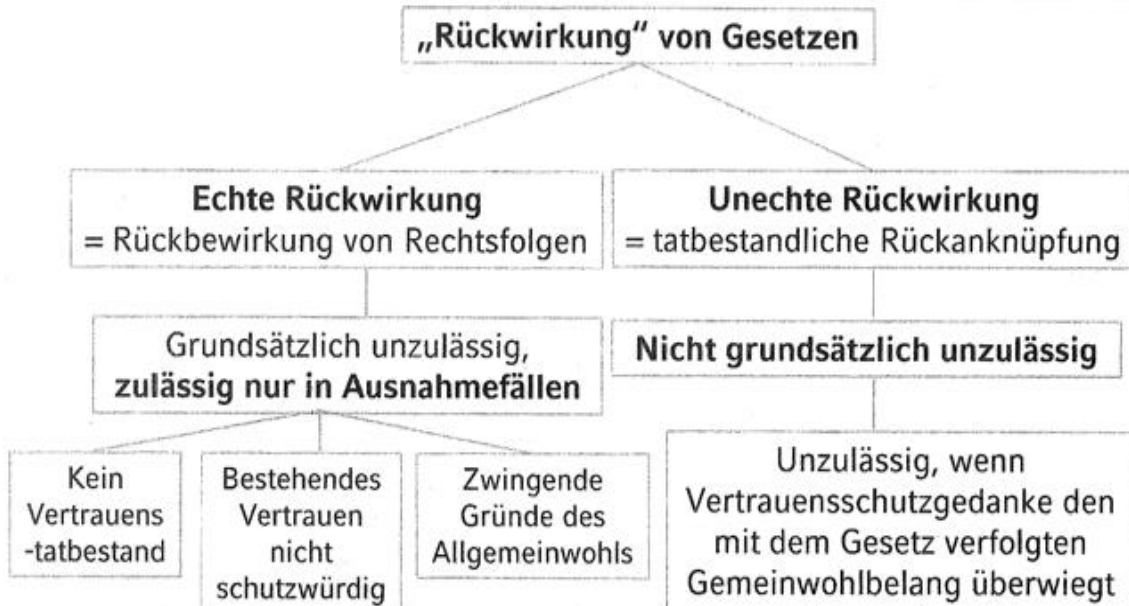 „Rückwirkung“ von Gesetzen
Echte Rückwirkung
= Rückbewirkung von Rechtsfolgen
Unechte Rückwirkung
= tatbestandliche Rückanknüpfung
Grundsätzlich unzulässig,
zulässig nur in Ausnahmefällen
Nicht grundsätzlich unzulässig
Kein
Vertrauens
-tatbestand
Bestehendes
Vertrauen
nicht
schutzwürdig
Zwingende
Gründe des
Allgemeinwohls
Unzulässig, wenn
Vertrauensschutzgedanke den
mit dem Gesetz verfolgten
Gemeinwohlbelang überwiegt